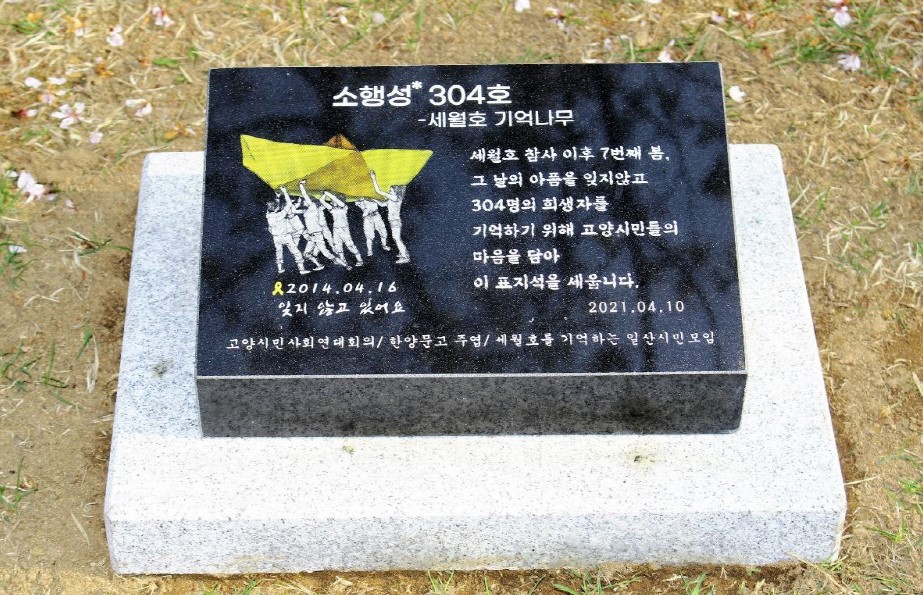 소행성* 304호
-세월호 기억나무
세월호 참사 이후 7번째 봄,
그 날의 아픔을 잊지않고
304명의 희생자를
기억하기 위해 고양시민들의
마음을 담아
이 표지석을 세웁니다.
2021.04.10
2014.04.16
잊지 않고 있어요
고양시민사회연대회의/ 한양문고 주엽/ 세월호를 기억하는 일산시민모임